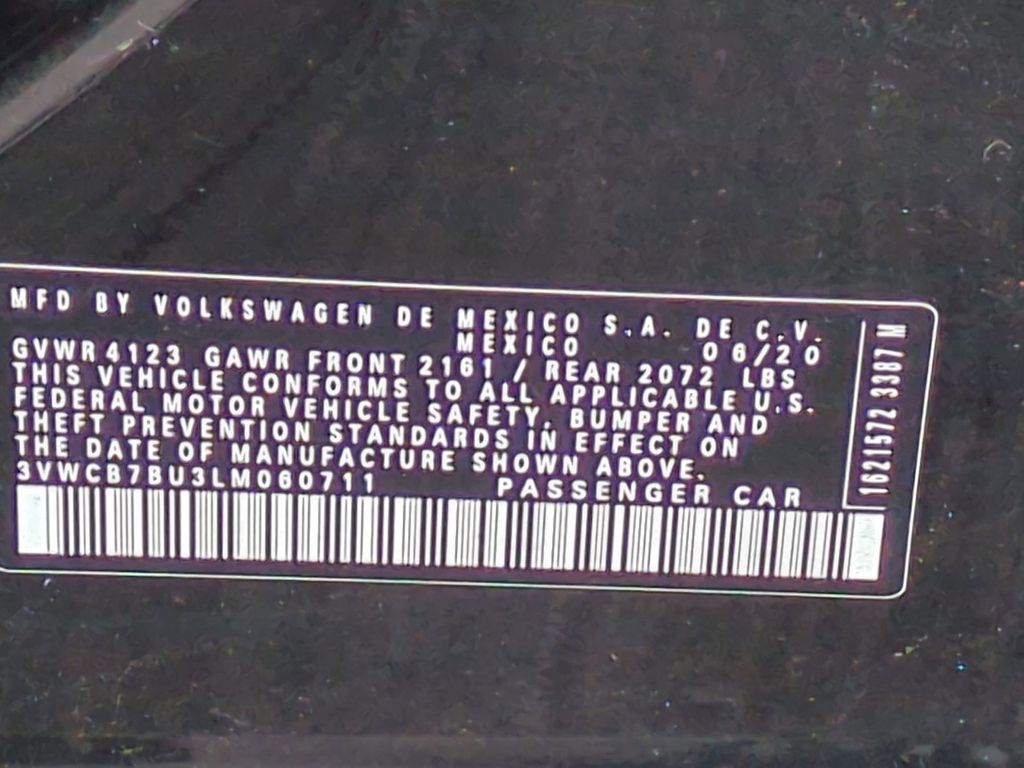 MFD BY VOLKSWAGEN DE MEXICO S.A. DE C.V.
MEXICO 06/20
GVWR 4123 GAWR FRONT 2161 / REAR 2072 LBS
THIS VEHICLE CONFORMS TO ALL APPLICABLE U.S.
FEDERAL MOTOR VEHICLE SAFETY, BUMPER AND
THEFT PREVENTION STANDARDS IN EFFECT ON
THE DATE OF MANUFACTURE SHOWN ABOVE.
3VWCB7BU3LM060711 PASSENGER CAR
1621572 3387 N